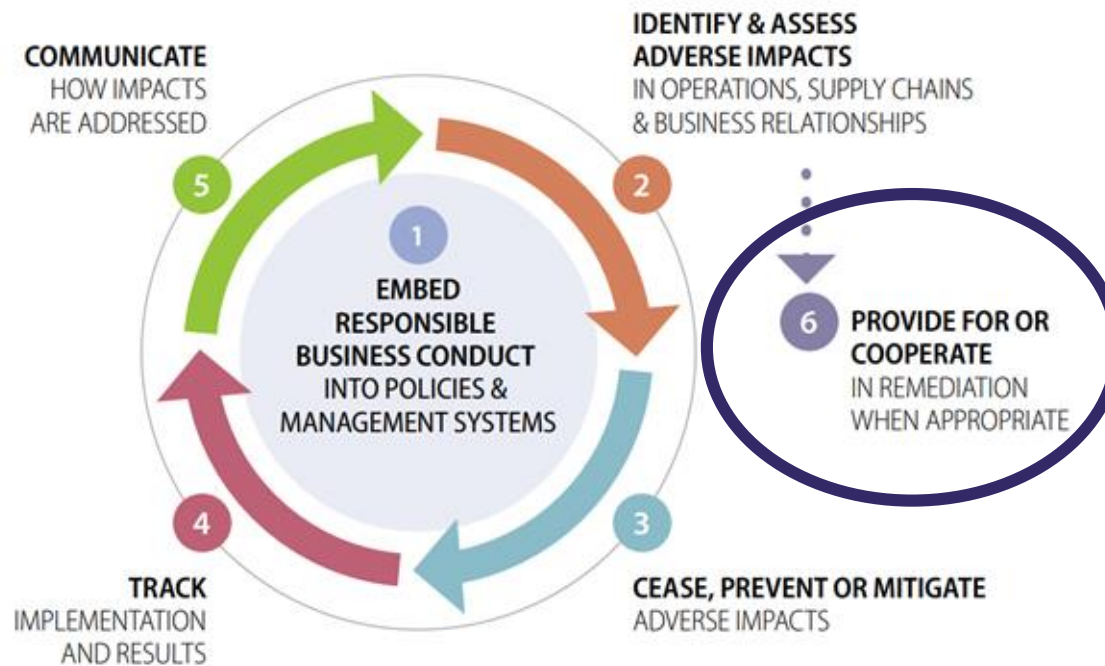 COMMUNICATE
HOW IMPACTS
ARE ADDRESSED
5
IDENTIFY & ASSESS
ADVERSE IMPACTS
IN OPERATIONS, SUPPLY CHAINS
& BUSINESS RELATIONSHIPS
2
1
EMBED
RESPONSIBLE
BUSINESS CONDUCT
INTO POLICIES &
MANAGEMENT SYSTEMS
6
PROVIDE FOR OR
COOPERATE
IN REMEDIATION
WHEN APPROPRIATE
4
TRACK
IMPLEMENTATION
AND RESULTS
3
CEASE, PREVENT OR MITIGATE
ADVERSE IMPACTS